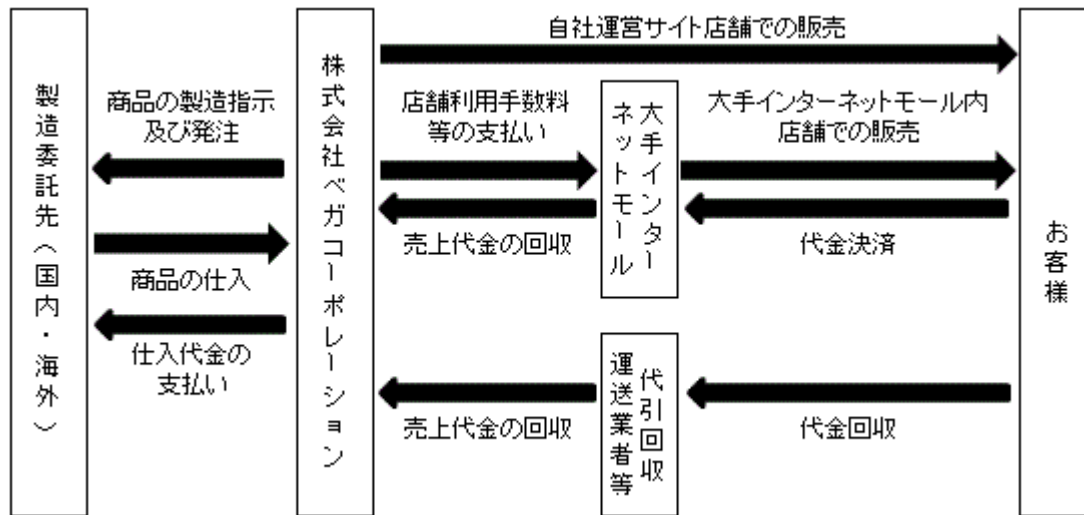 製造委託先（国内・海外）
商品の製造指示
及び発注
商品の仕入
仕入代金の
支払い
株式会社ベガコーポレーション
自社運営サイト店舗での販売
店舗利用手数料
等の支払い
売上代金の回収
大手インター
ネットモール
大手インターネットモール内
店舗での販売
代金決済
売上代金の回収
代引回収
運送業者等
代金回収
お客様